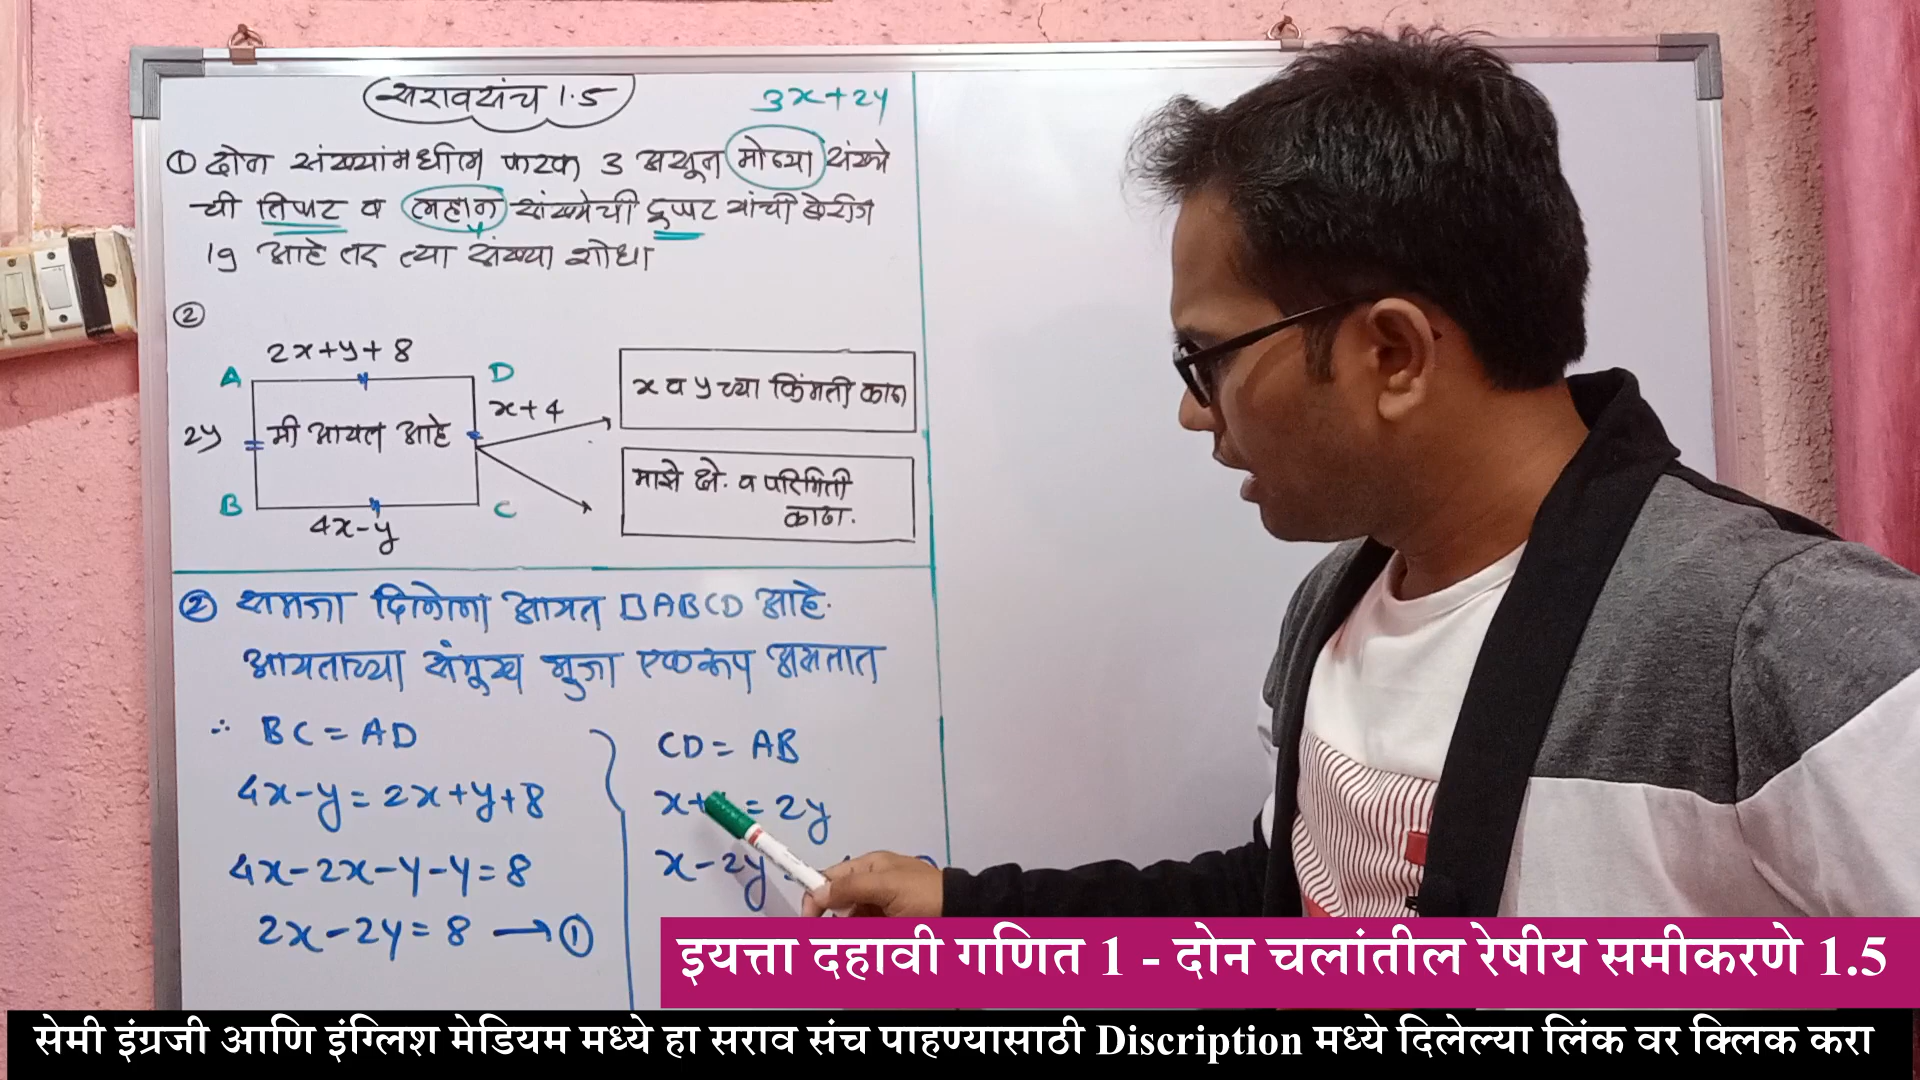 सरावसंच 1.5
3x+2y
① दोन संख्यांमधील फरक 3 असून मोठ्या संख्ये
ची तिप्पट व लहान संख्येची दुप्पट यांची बेरीज
19 आहे तर त्या संख्या शोधा
②
2x+y+8
A D
x+4
2y मी आयत आहे
B C
4x-y
x व y च्या किंमती काढा
माझे क्षे. व परिमिती
काढा.
② समजा दिलेला आयत □ABCD आहे.
आयताच्या संमुख भुजा एकरूप असतात
∴ BC = AD
4x-y = 2x+y+8
4x-2x-y-y = 8
2x-2y = 8 → ①
CD = AB
x+ = 2y
x-2y
इयत्ता दहावी गणित 1 - दोन चलांतील रेषीय समीकरणे 1.5
सेमी इंग्रजी आणि इंग्लिश मेडियम मध्ये हा सराव संच पाहण्यासाठी Discription मध्ये दिलेल्या लिंक वर क्लिक करा